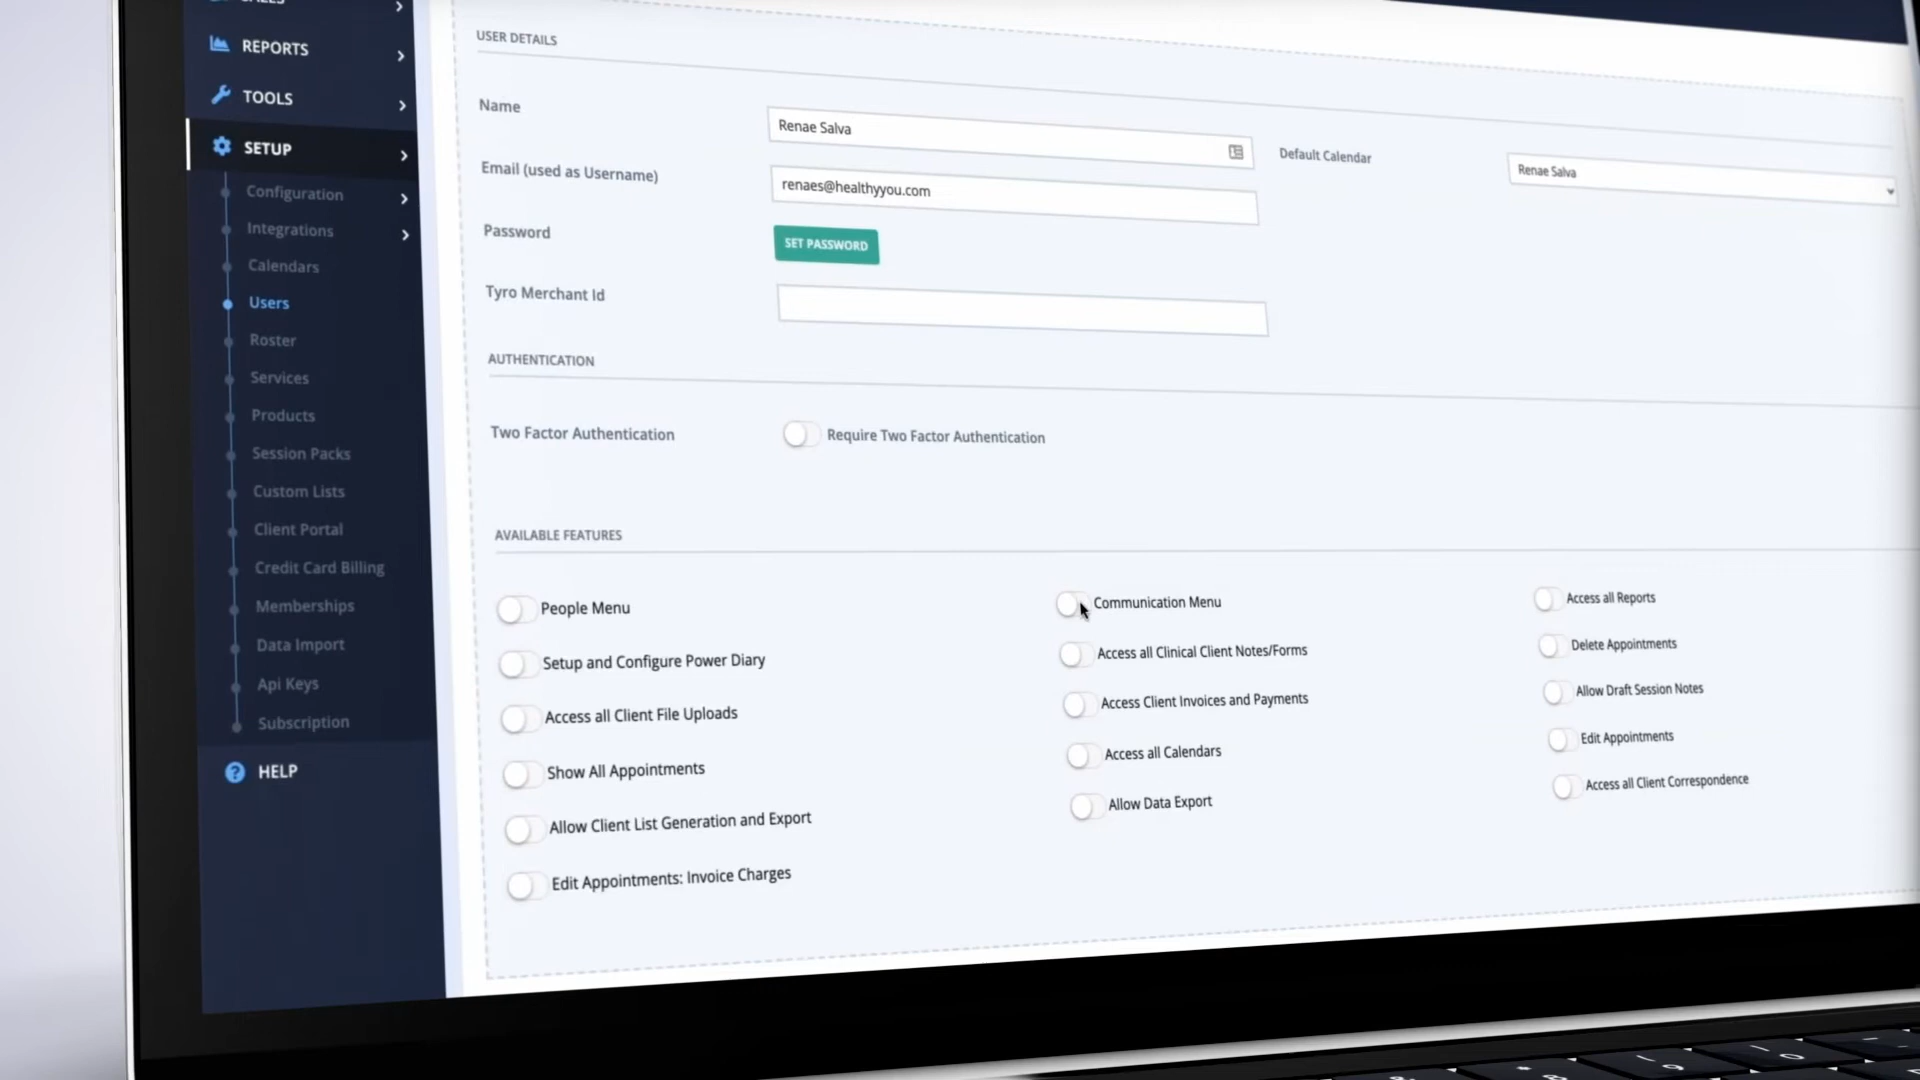 REPORTS
TOOLS
SETUP
Configuration
Integrations
Calendars
Users
Roster
Services
Products
Session Packs
Custom Lists
Client Portal
Credit Card Billing
Memberships
Data Import
Api Keys
Subscription
HELP
USER DETAILS
Name
Renae Salva
Default Calendar
Renae Salva
Email (used as Username)
renaes@healthyyou.com
Password
SET PASSWORD
Tyro Merchant Id
AUTHENTICATION
Two Factor Authentication
Require Two Factor Authentication
AVAILABLE FEATURES
People Menu
Communication Menu
Access all Reports
Setup and Configure Power Diary
Access all Clinical Client Notes/Forms
Delete Appointments
Access all Client File Uploads
Access Client Invoices and Payments
Allow Draft Session Notes
Show All Appointments
Access all Calendars
Edit Appointments
Allow Client List Generation and Export
Allow Data Export
Access all Client Correspondence
Edit Appointments: Invoice Charges